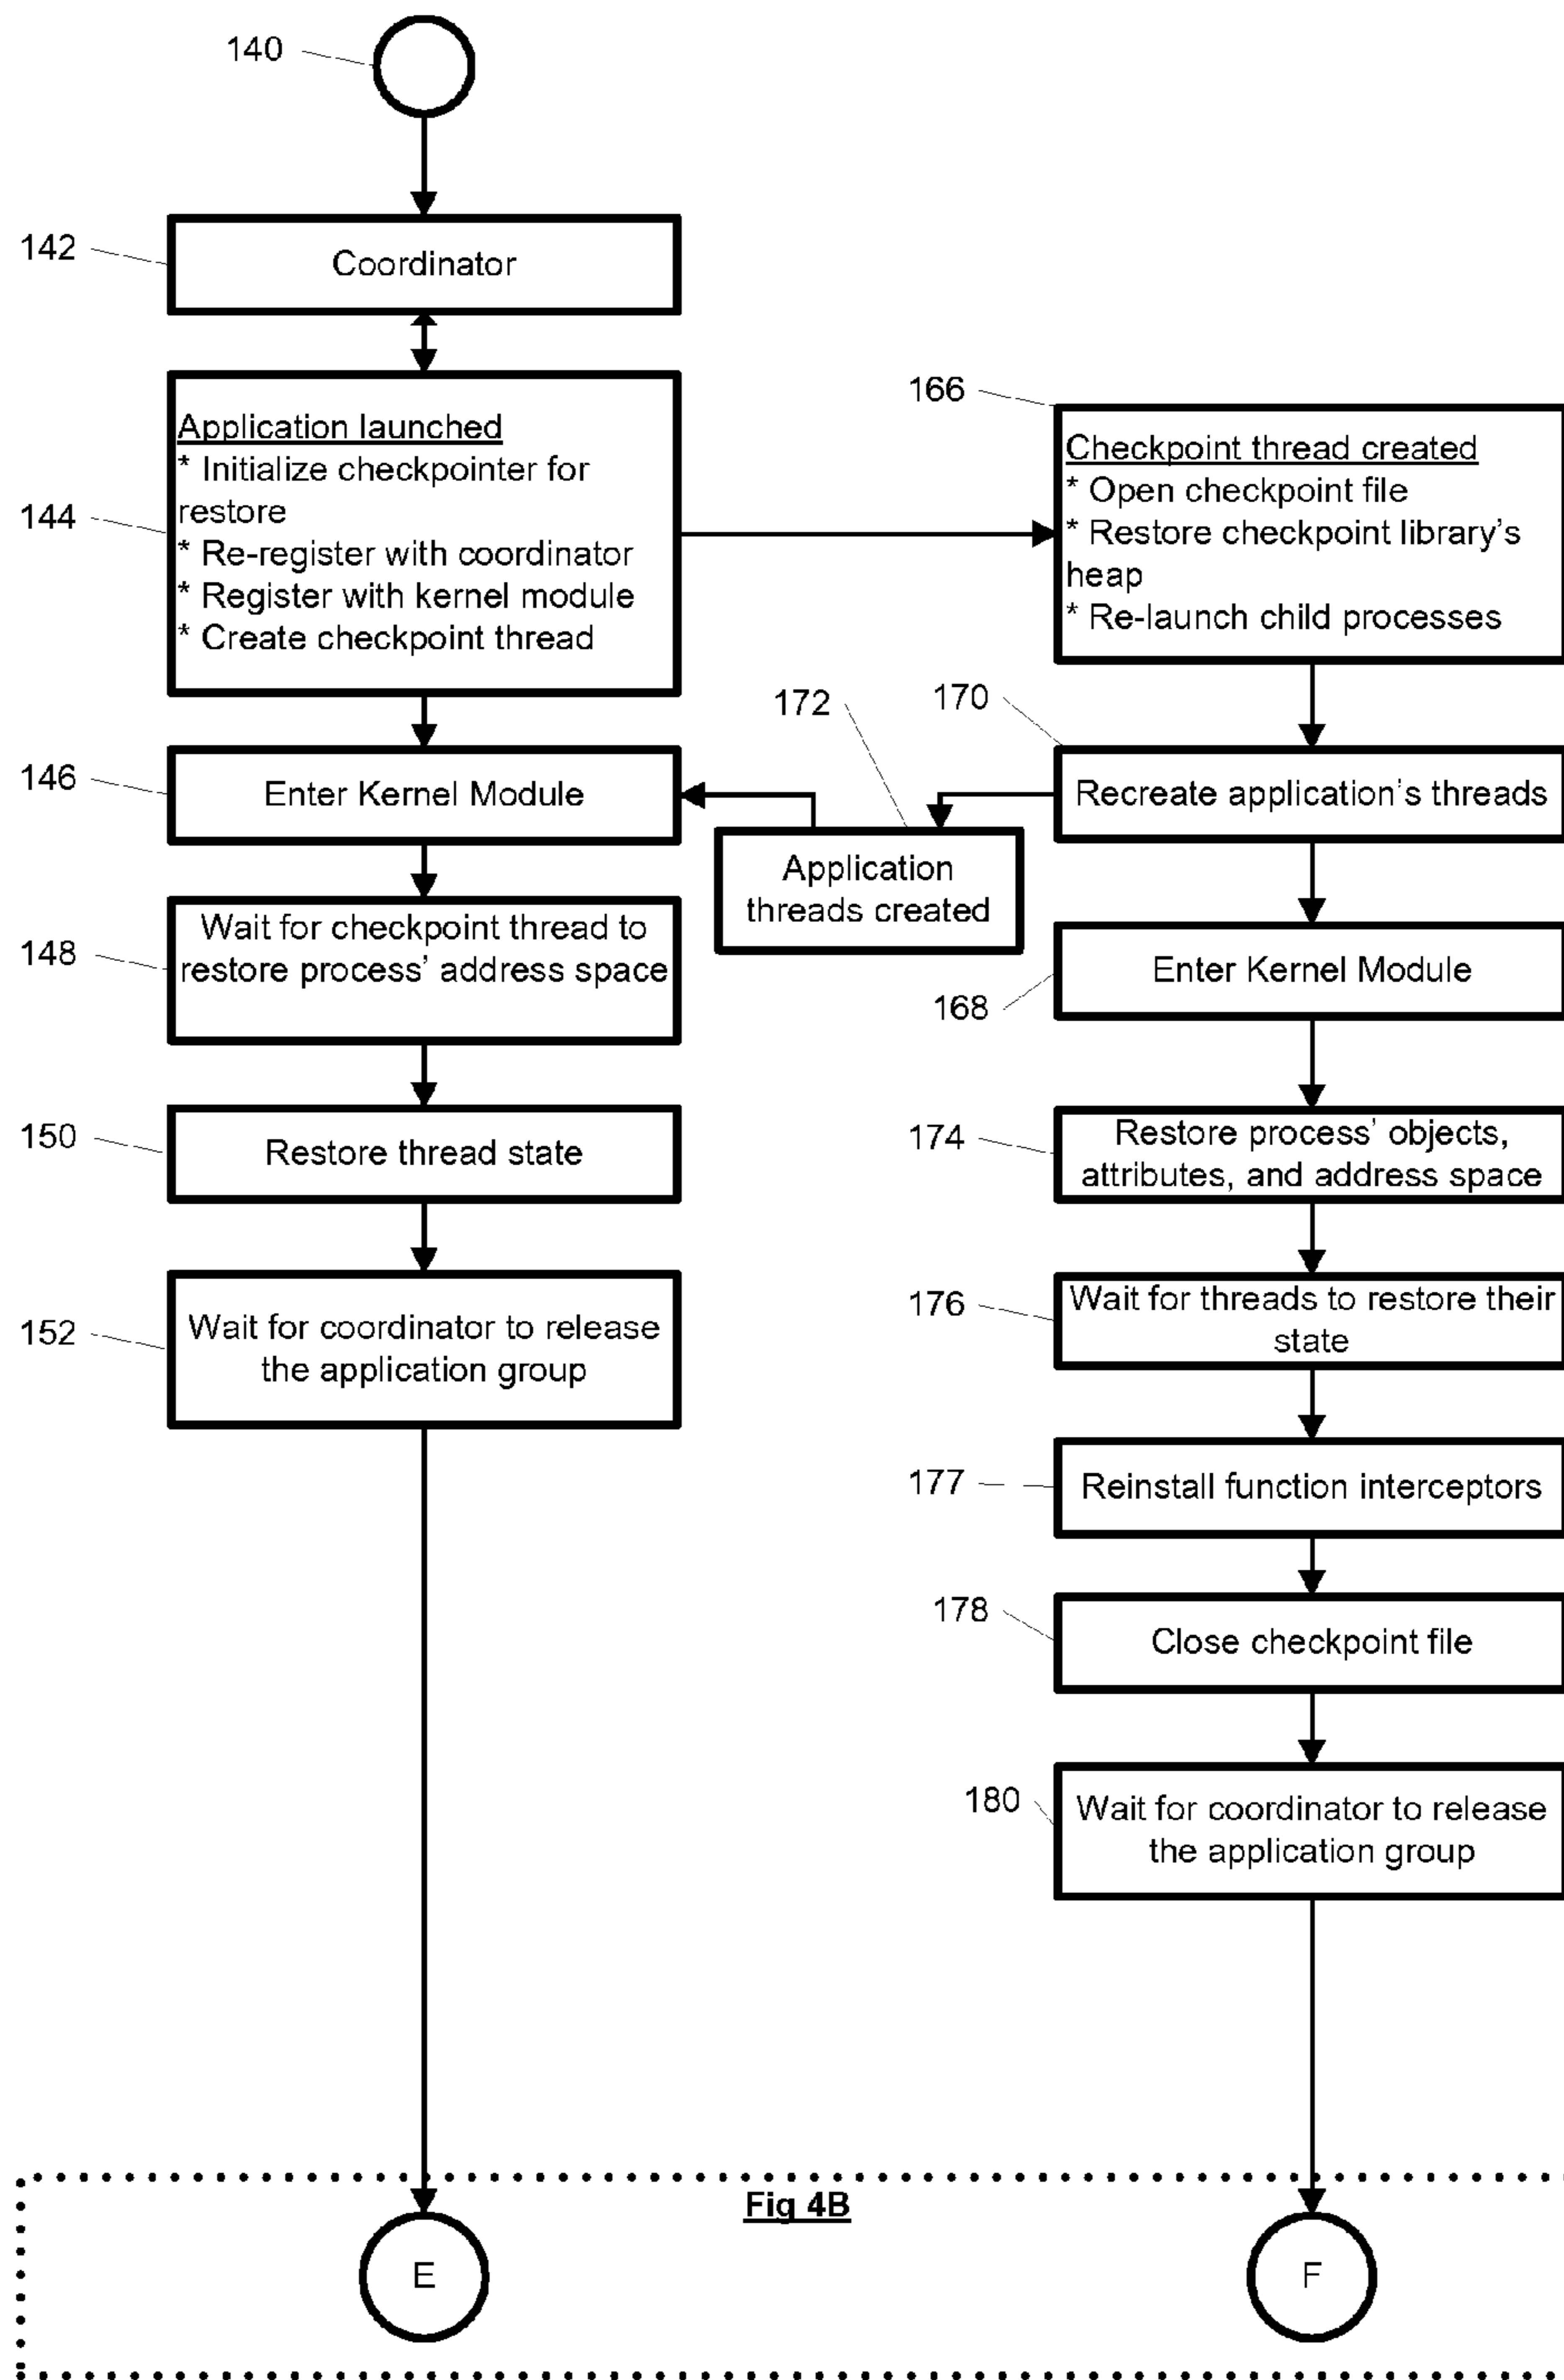 140
142
Coordinator
144
Application launched
* Initialize checkpointer for
restore
* Re-register with coordinator
* Register with kernel module
* Create checkpoint thread
166
Checkpoint thread created
* Open checkpoint file
* Restore checkpoint library's
heap
* Re-launch child processes
146
Enter Kernel Module
172
Application
threads created
170
Recreate application's threads
148
Wait for checkpoint thread to
restore process' address space
168
Enter Kernel Module
150
Restore thread state
174
Restore process' objects,
attributes, and address space
152
Wait for coordinator to release
the application group
176
Wait for threads to restore their
state
177
Reinstall function interceptors
178
Close checkpoint file
180
Wait for coordinator to release
the application group
Fig 4B
E
F